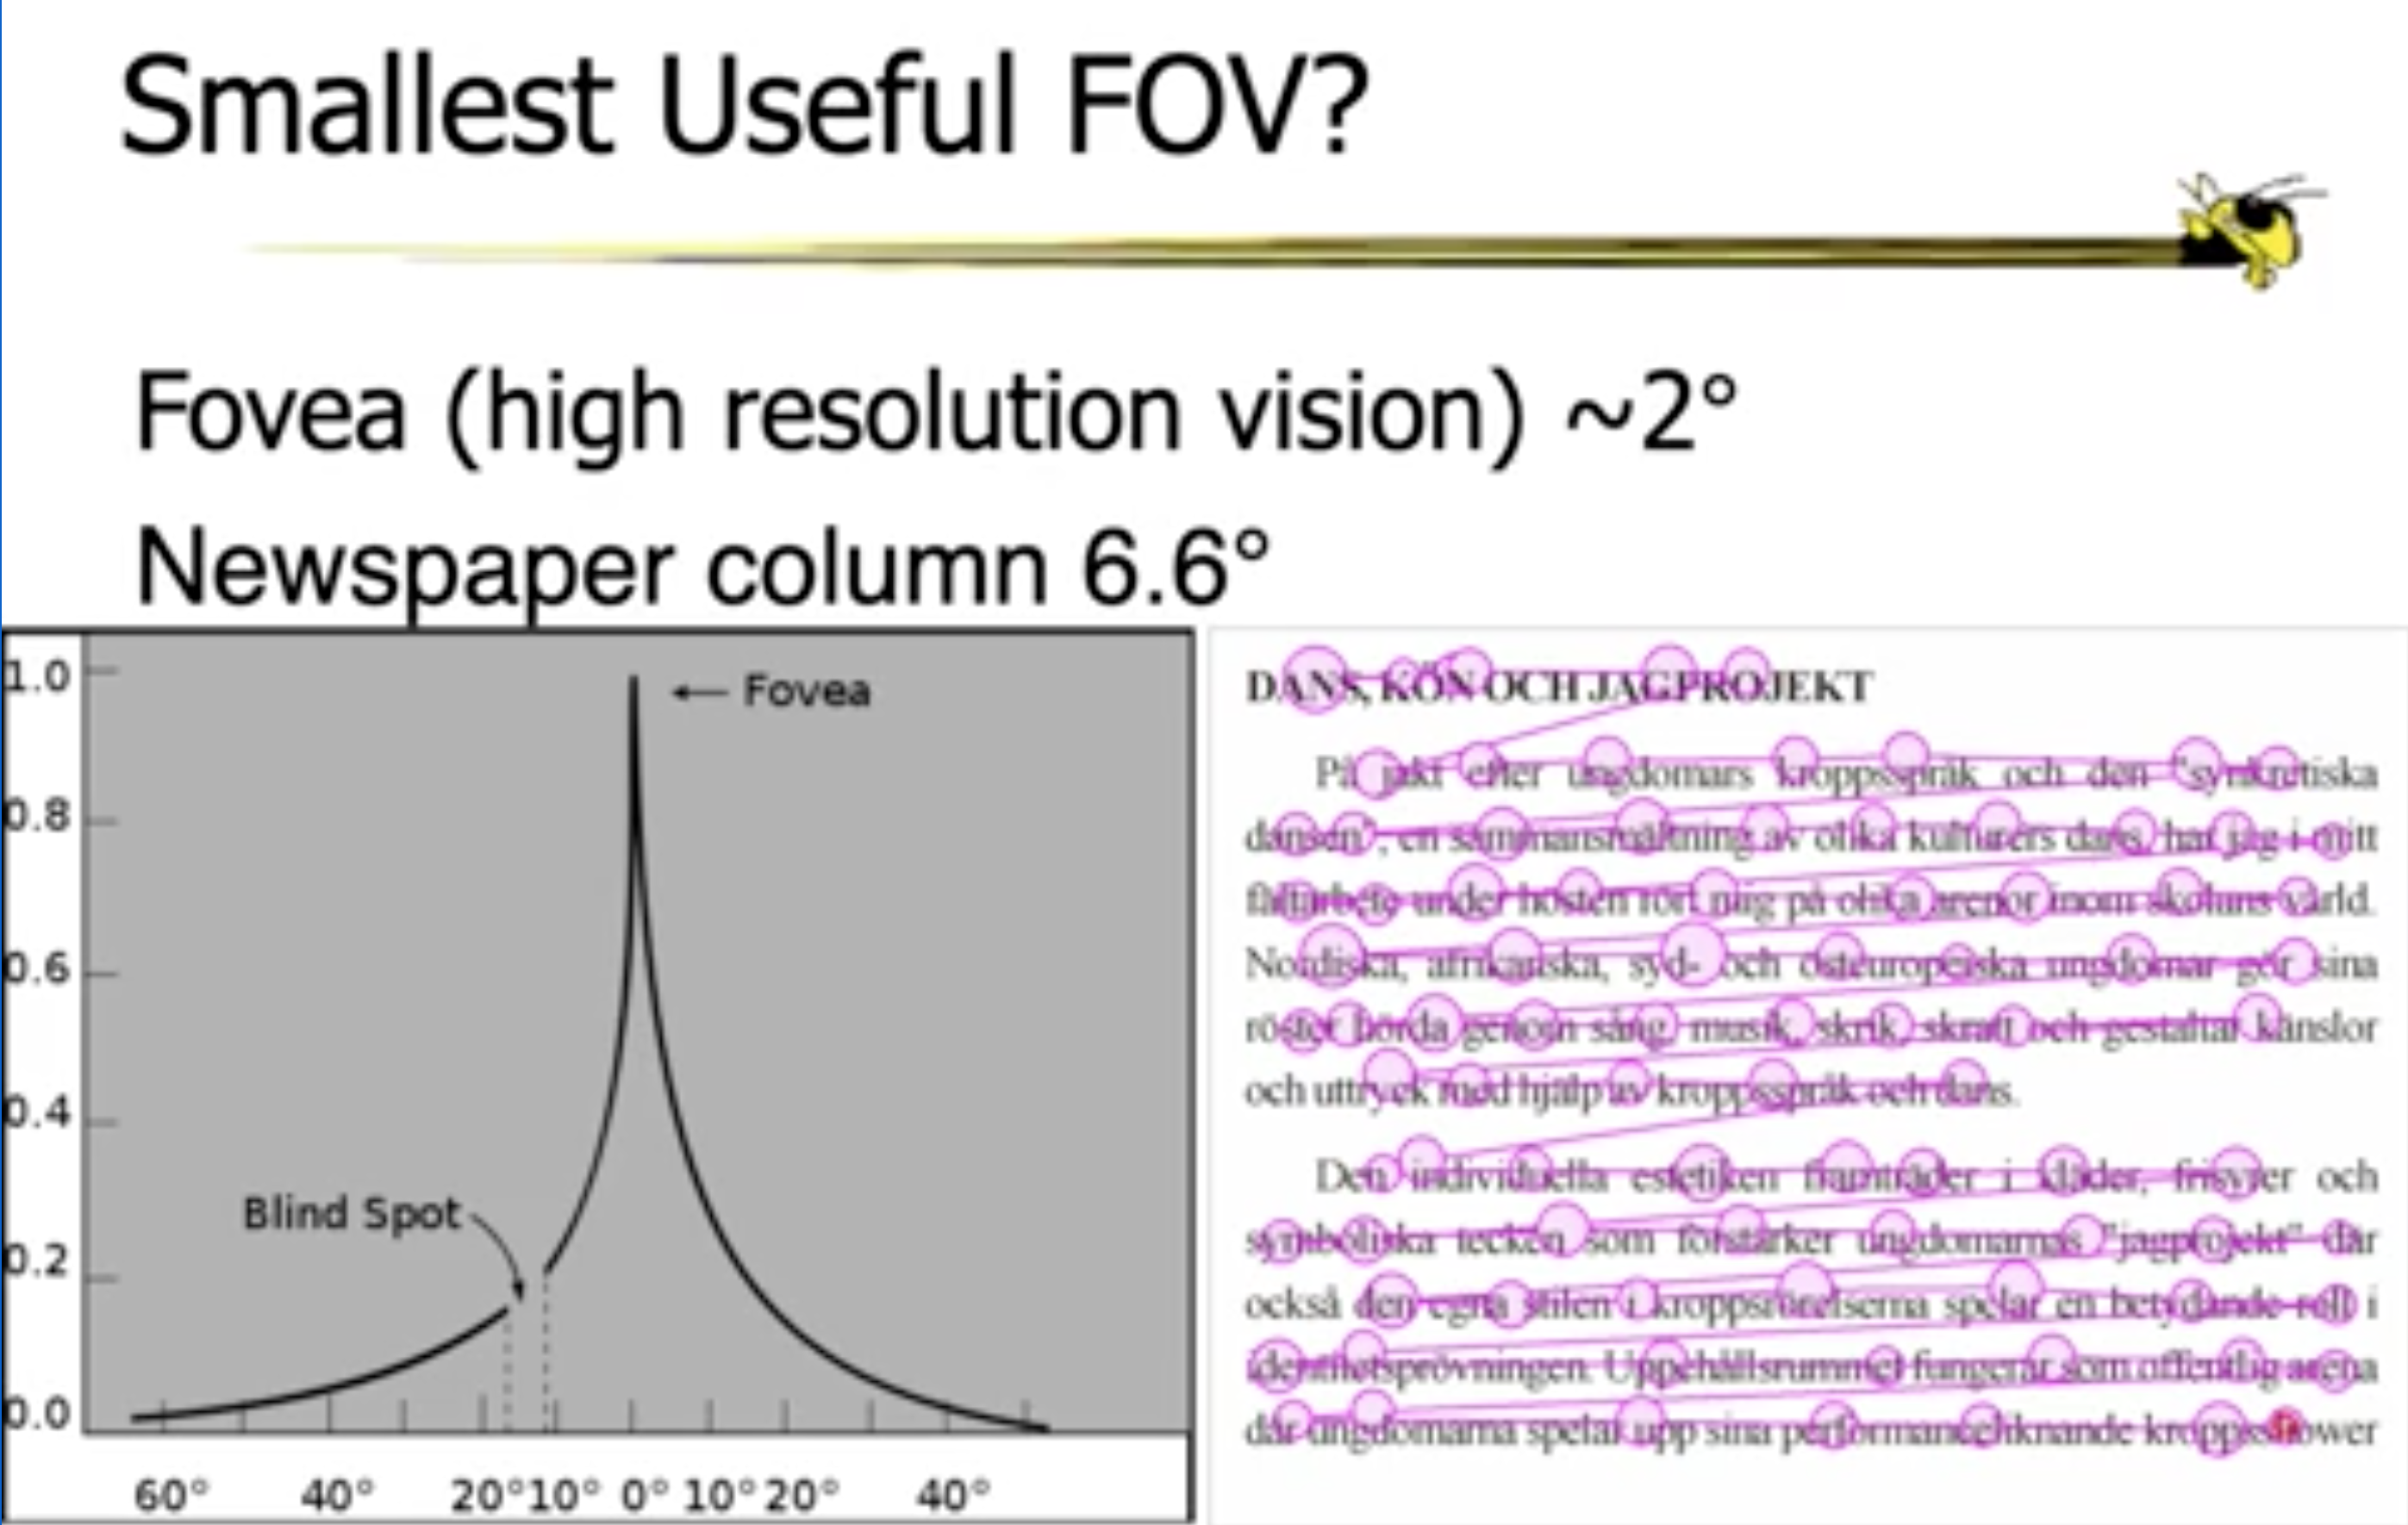 Smallest Useful FOV?
Fovea (high resolution vision) ~2°
Newspaper column 6.6°
1.0
0.8
0.6
0.4
0.2
0.0
← Fovea
Blind Spot
60° 40° 20° 10° 0° 10° 20° 40°
DANS, KÖN OCH JAGPROJEKT
På jakt efter ungdomars kroppsspråk och den "synkretiska
dansen", en sammansmältning av olika kulturers dans, har jag i mitt
fältarbete under hösten rört mig på olika arenor inom skolans värld.
Nordiska, afrikanska, syd- och östeuropeiska ungdomar gör sina
röster hörda genom sång, musik, skrik, skratt och gestaltar känslor
och uttryck med hjälp av kroppsspråk och dans.
Den individuella estetiken framträder i kläder, frisyrer och
symboliska tecken som förstärker ungdomarnas "jagprojekt" där
också den egna stilen i kroppsrörelserna spelar en betydande roll i
identitetsprövningen. Uppehållsrummet fungerar som offentlig arena
där ungdomarna spelar upp sina performanceliknande